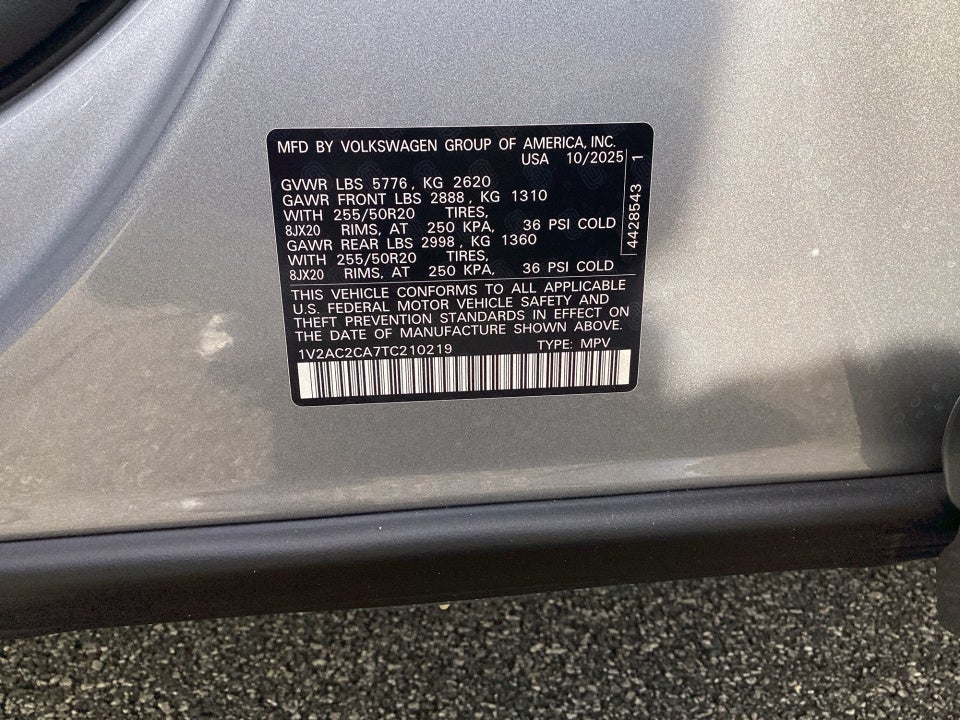 MFD BY VOLKSWAGEN GROUP OF AMERICA, INC.
USA 10/2025
GVWR LBS 5776, KG 2620
GAWR FRONT LBS 2888, KG 1310
WITH 255/50R20 TIRES,
8JX20 RIMS, AT 250 KPA, 36 PSI COLD
GAWR REAR LBS 2998, KG 1360
WITH 255/50R20 TIRES,
8JX20 RIMS, AT 250 KPA, 36 PSI COLD
4428543 1
THIS VEHICLE CONFORMS TO ALL APPLICABLE
U.S. FEDERAL MOTOR VEHICLE SAFETY AND
THEFT PREVENTION STANDARDS IN EFFECT ON
THE DATE OF MANUFACTURE SHOWN ABOVE.
1V2AC2CA7TC210219 TYPE: MPV